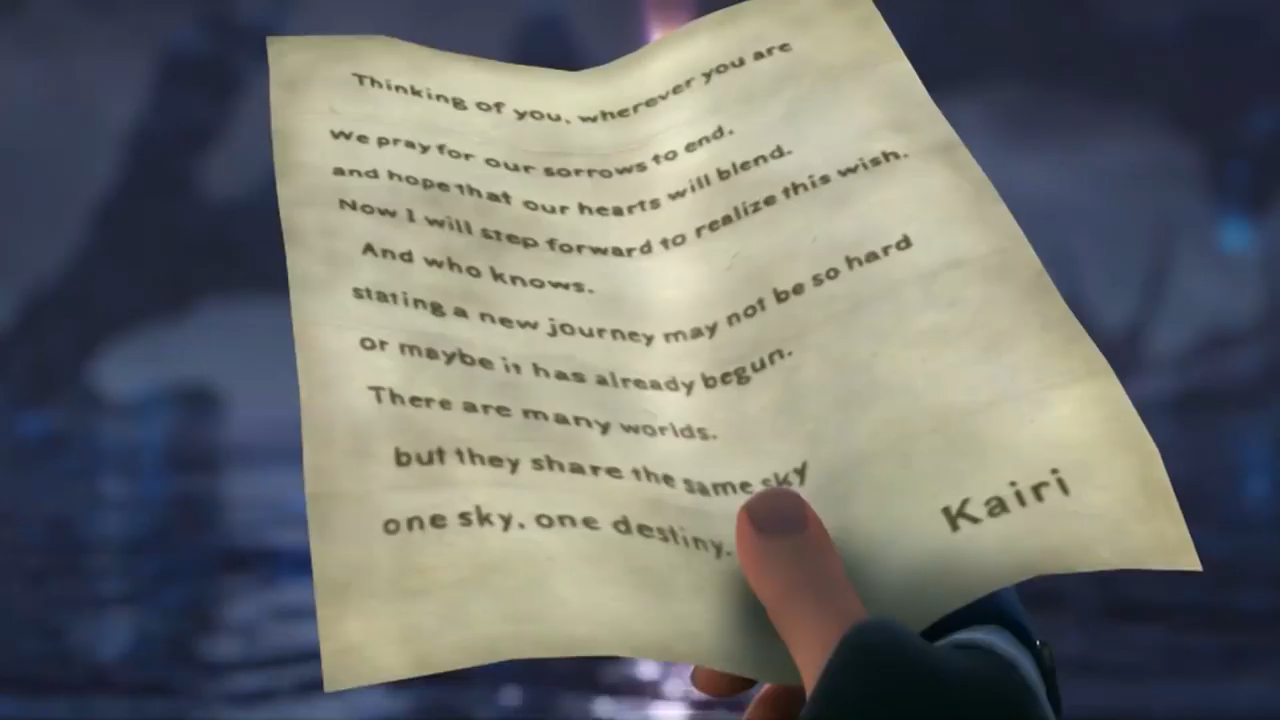 Thinking of you, wherever you are
We pray for our sorrows to end,
and hope that our hearts will blend.
Now I will step forward to realize this wish.
And who knows.
stating a new journey may not be so hard
or maybe it has already begun.
There are many worlds.
but they share the same sky
one sky, one destiny.
Kairi